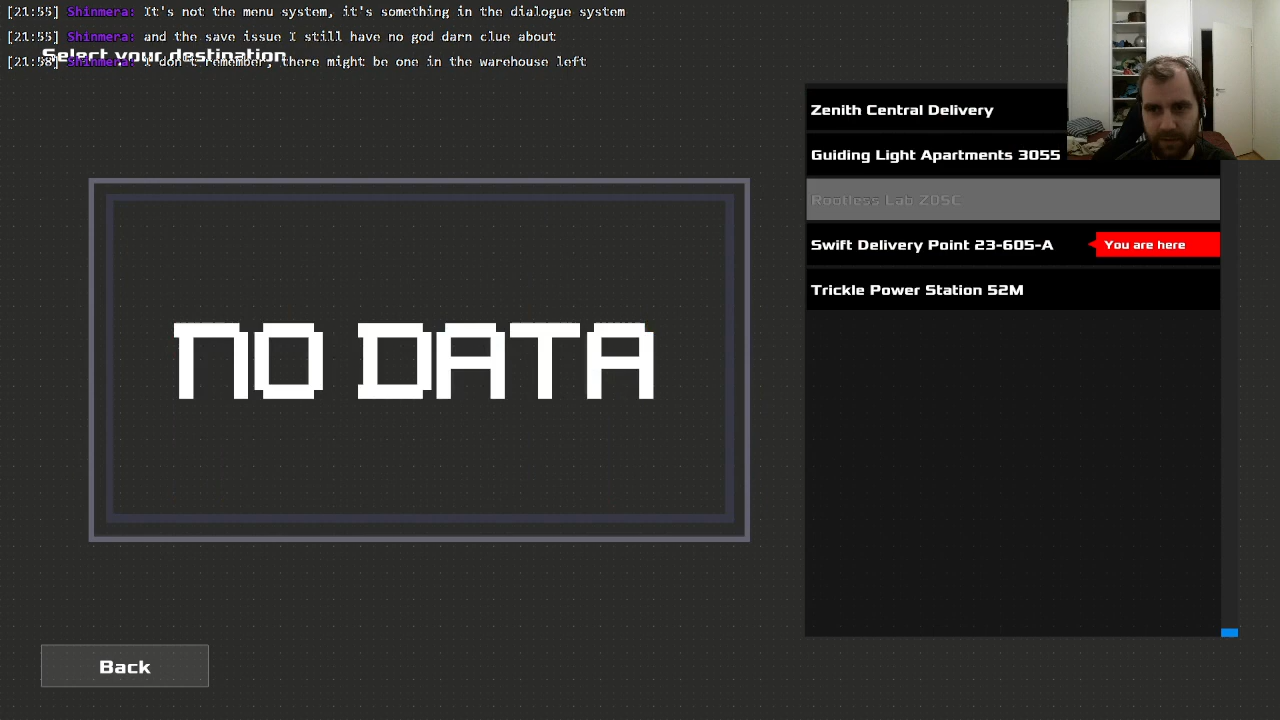 [21:55] Shinmera: It's not the menu system, it's something in the dialogue system
[21:55] Shinmera: and the save issue I still have no god darn clue about
Select your destination
[21:58] Shinmera: I don't remember, there might be one in the warehouse left
Zenith Central Delivery
Guiding Light Apartments 3055
Rootless Lab Z05C
Swift Delivery Point 23-605-A
You are here
Trickle Power Station 52M
NO DATA
Back